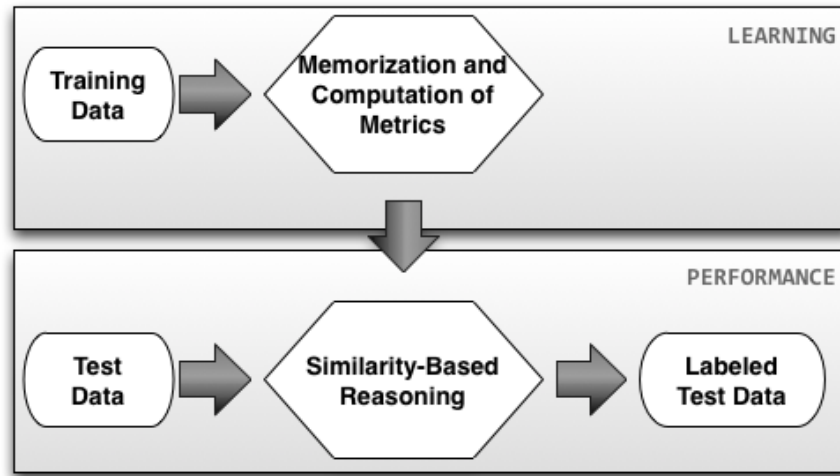 LEARNING
Training
Data
Memorization and
Computation of
Metrics
PERFORMANCE
Test
Data
Similarity-Based
Reasoning
Labeled
Test Data